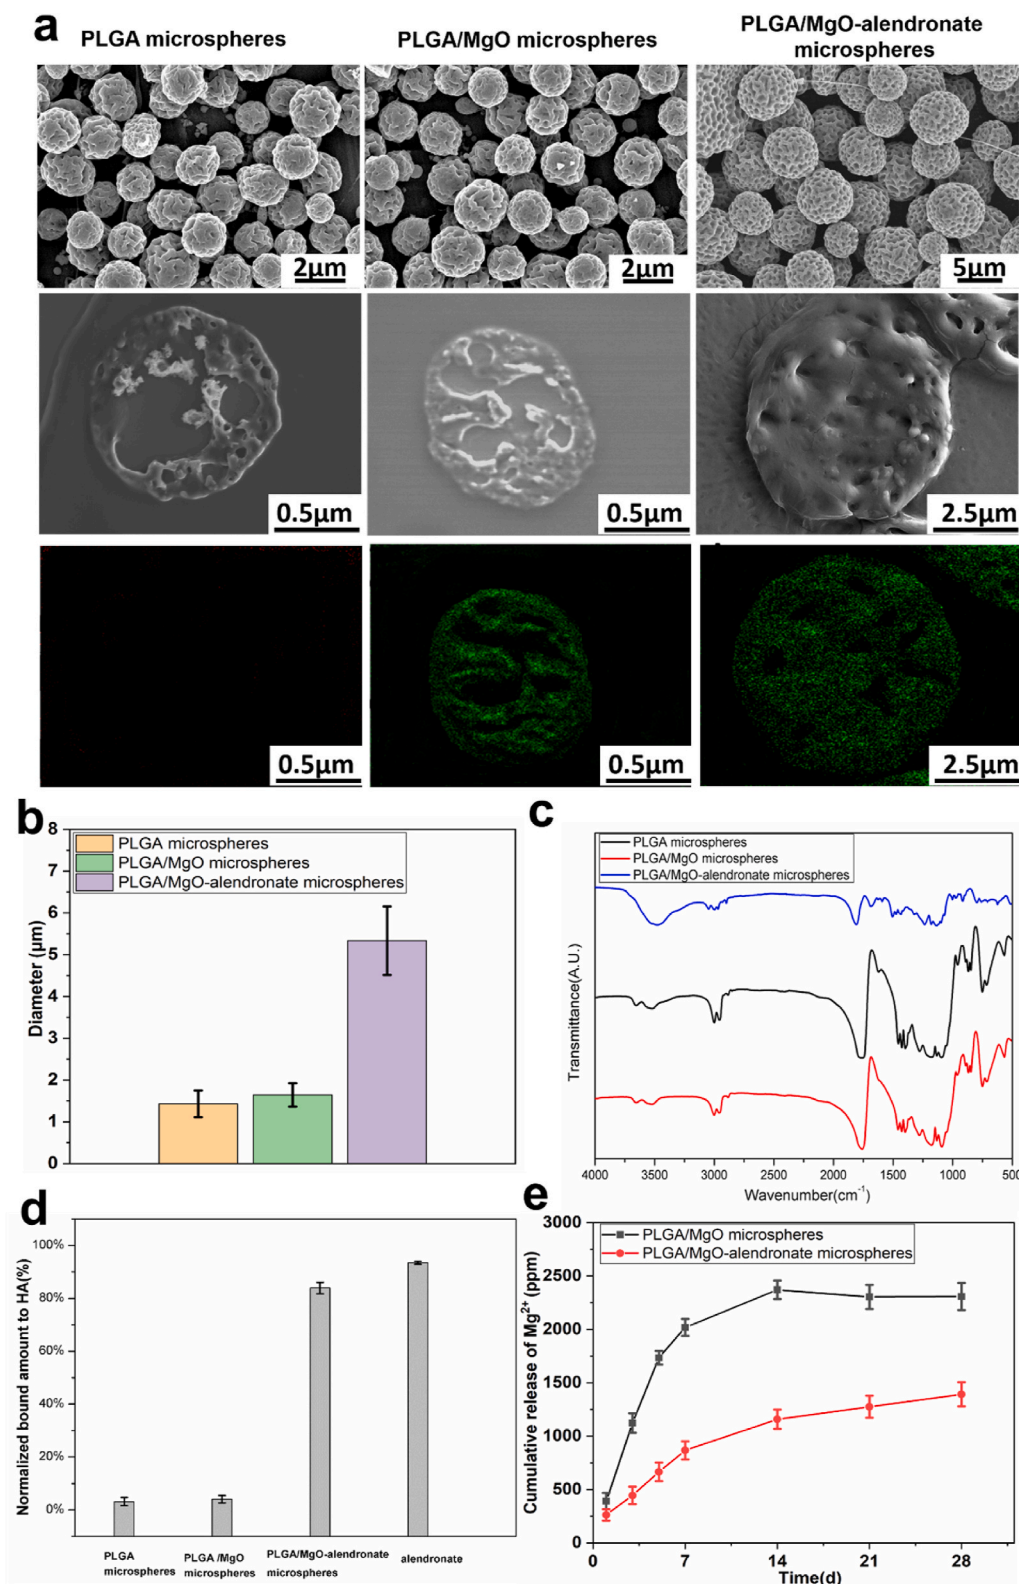 a
PLGA microspheres
PLGA/MgO microspheres
PLGA/MgO-alendronate
microspheres
2μm
2μm
5μm
0.5μm
0.5μm
2.5μm
0.5μm
0.5μm
2.5μm
b
8
7
6
5
4
3
2
1
0
Diameter (μm)
PLGA microspheres
PLGA/MgO microspheres
PLGA/MgO-alendronate microspheres
c
PLGA microspheres
PLGA/MgO microspheres
PLGA/MgO-alendronate microspheres
Transmittance(A.U.)
4000 3500 3000 2500 2000 1500 1000 500
Wavenumber(cm⁻¹)
d
100%
80%
60%
40%
20%
0%
Normalized bound amount to HA(%)
PLGA
microspheres
PLGA /MgO
microspheres
PLGA/MgO-alendronate
microspheres
alendronate
e
3000
2500
2000
1500
1000
500
0
Cumulative release of Mg²⁺ (ppm)
PLGA/MgO microspheres
PLGA/MgO-alendronate microspheres
0 7 14 21 28
Time(d)